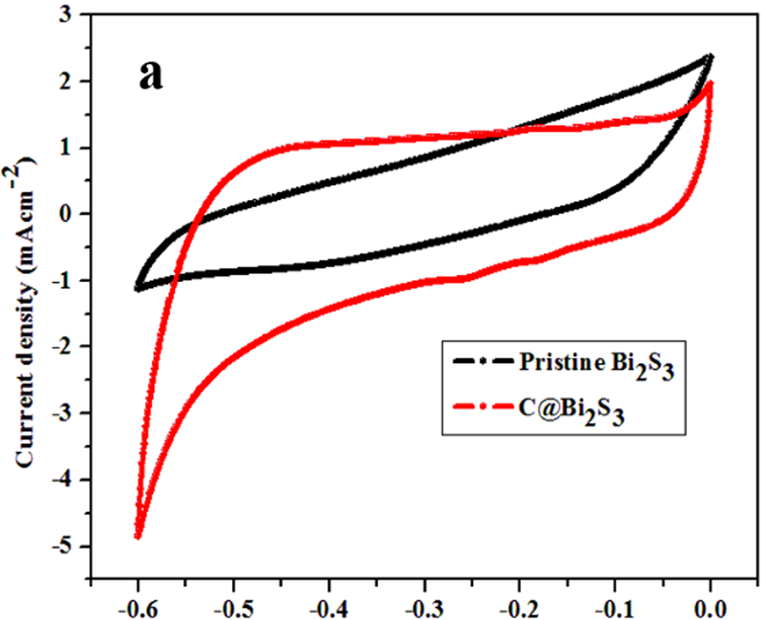 a
Current density (mAcm⁻²)
3
2
1
0
-1
-2
-3
-4
-5
Pristine Bi₂S₃
C@Bi₂S₃
-0.6 -0.5 -0.4 -0.3 -0.2 -0.1 0.0